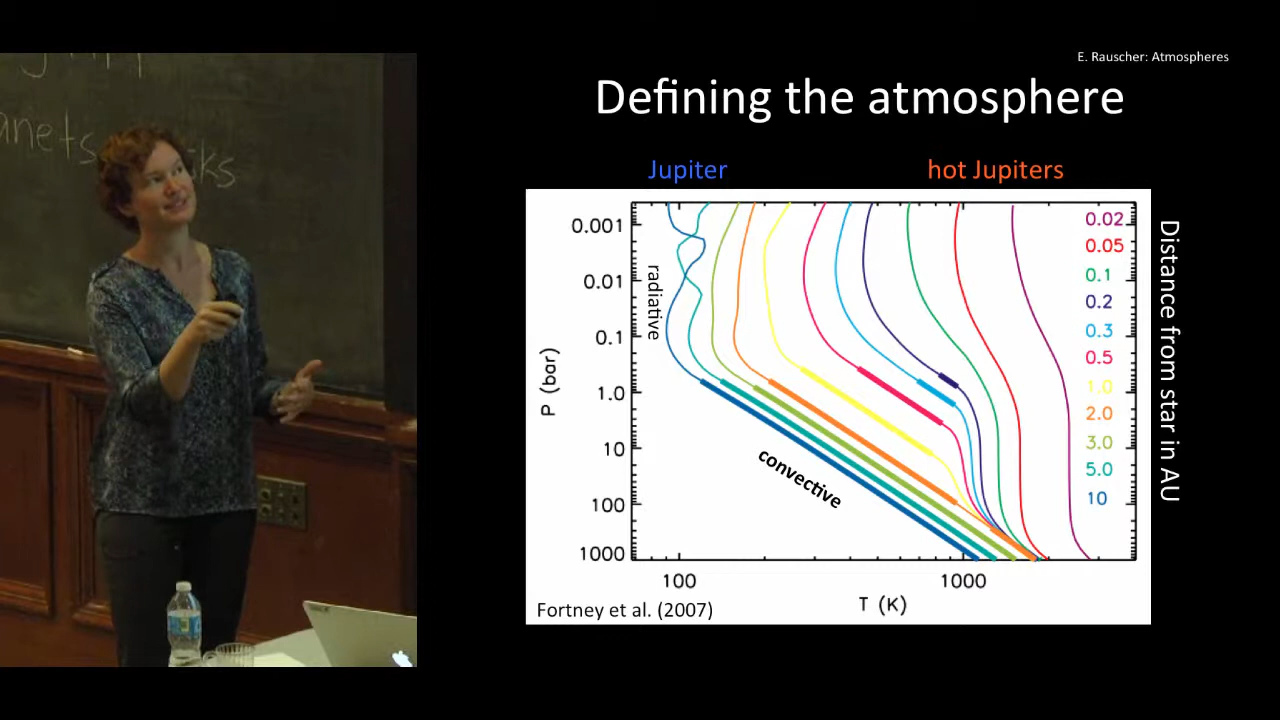 anets
E. Rauscher: Atmospheres
Defining the atmosphere
Jupiter
hot Jupiters
0.001
0.01
0.1
1.0
10
100
1000
P (bar)
radiative
convective
0.02
0.05
0.1
0.2
0.3
0.5
1.0
2.0
3.0
5.0
10
Distance from star in AU
100
1000
T (K)
Fortney et al. (2007)